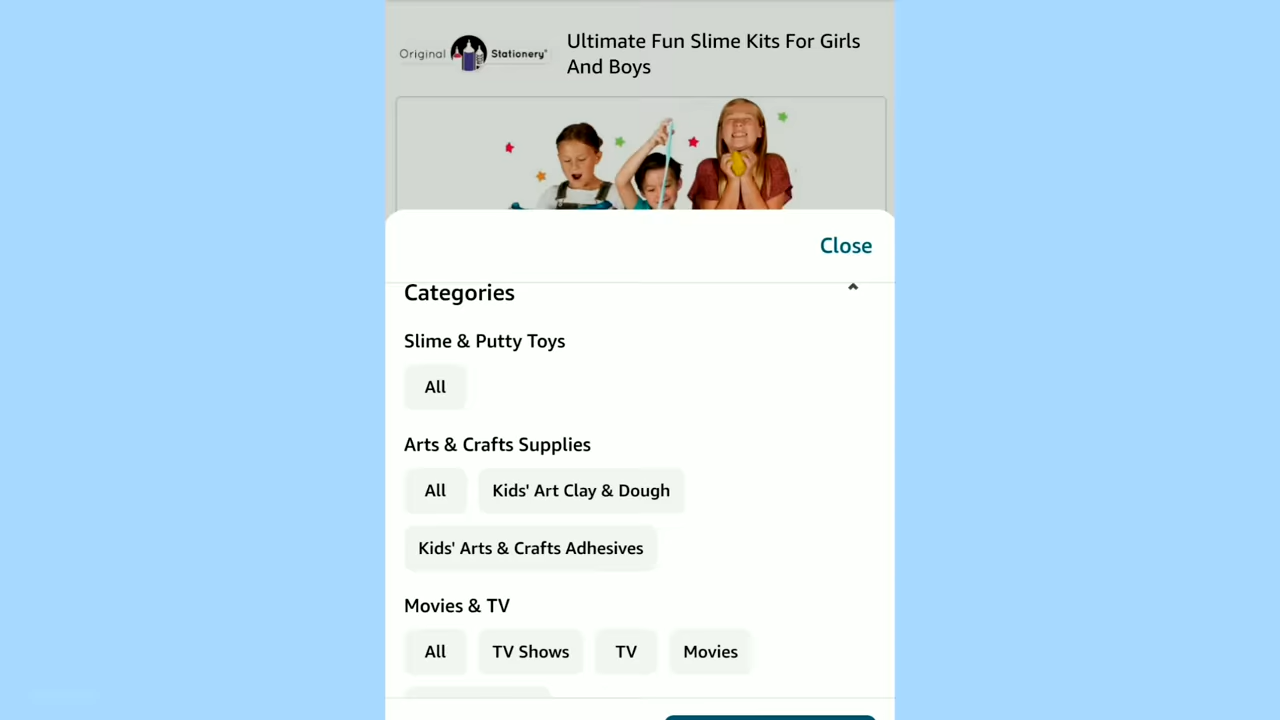 Original Stationery
Ultimate Fun Slime Kits For Girls
And Boys
Close
Categories
Slime & Putty Toys
All
Arts & Crafts Supplies
All Kids' Art Clay & Dough
Kids' Arts & Crafts Adhesives
Movies & TV
All TV Shows TV Movies